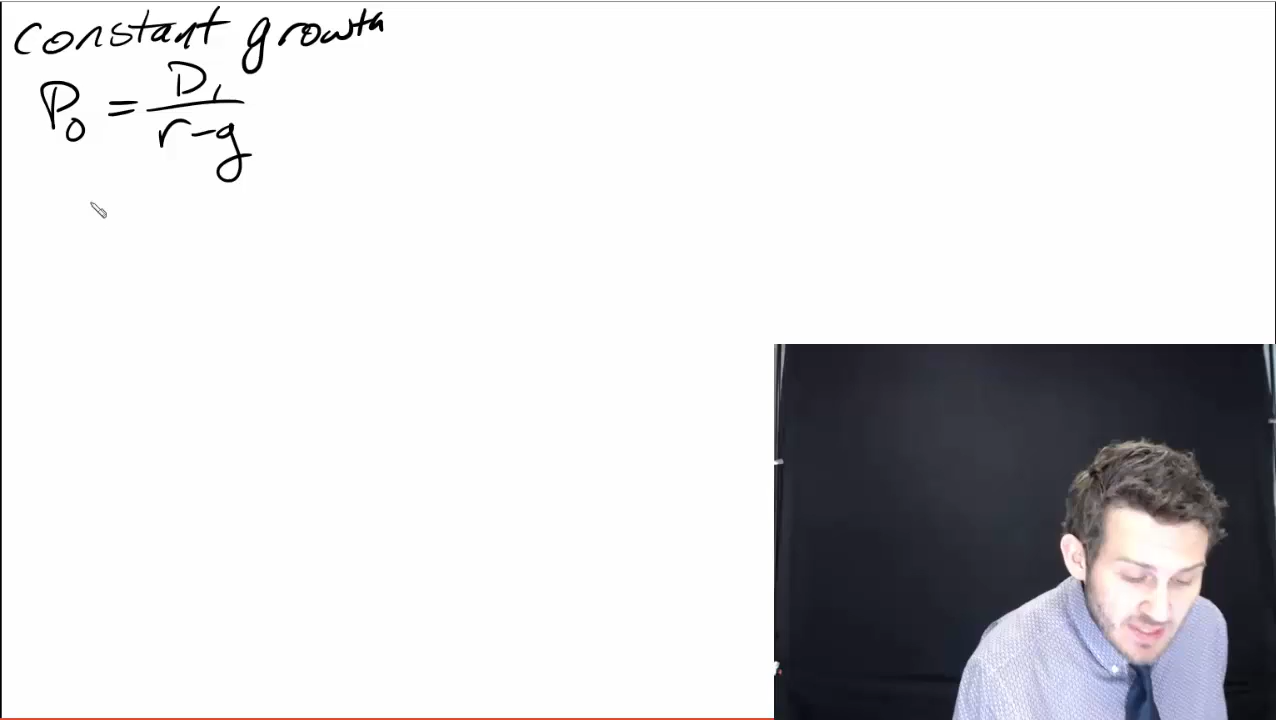 constant growth
P₀ = D₁ / (r-g)